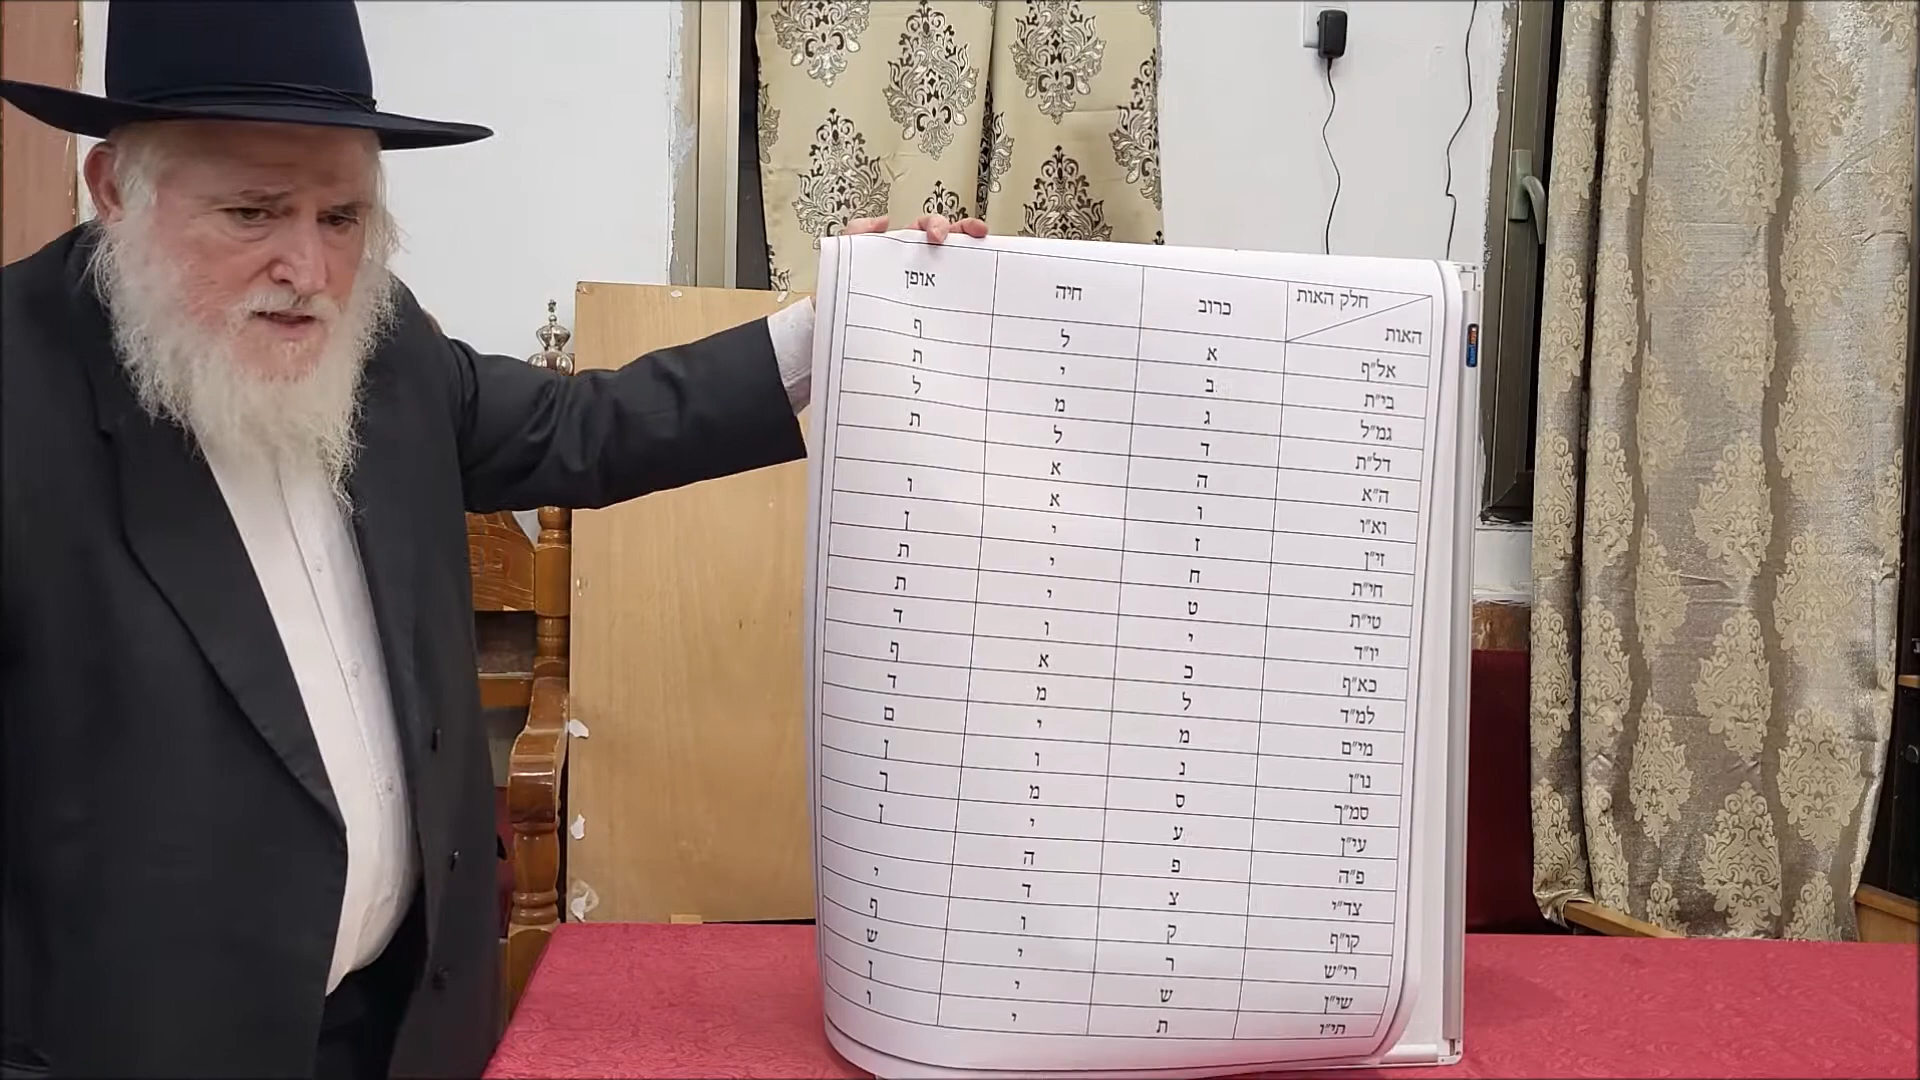 חלק האות האות כרוב חיה אופן
אל״ף א ל ף
בי״ת ב י ת
גמ״ל ג מ ל
דל״ת ד ל ת
ה״א ה א
וא״ו ו א ו
זי״ן ז י ן
חי״ת ח י ת
טי״ת ט י ת
יו״ד י ו ד
כא״ף כ א ף
למ״ד ל מ ד
מי״ם מ י ם
נו״ן נ ו ן
סמ״ך ס מ ך
עי״ן ע י ן
פ״ה פ ה
צד״י צ ד י
קו״ף ק ו ף
רי״ש ר י ש
שי״ן ש י ן
תי״ו ת י ו